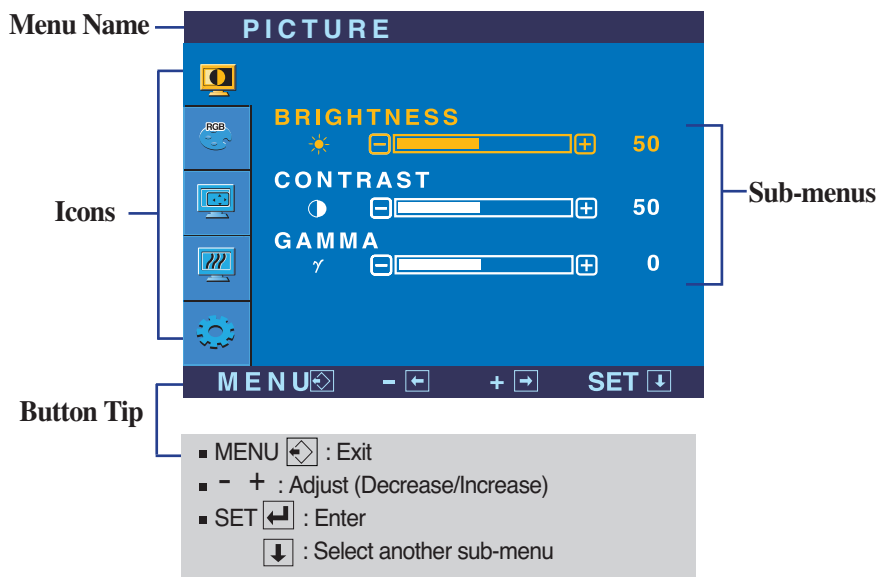 Menu Name
PICTURE
RGB
BRIGHTNESS
50
CONTRAST
50
GAMMA
γ
0
Icons
Sub-menus
MENU - ← + → SET ↓
Button Tip
▪ MENU : Exit
▪ - + : Adjust (Decrease/Increase)
▪ SET ↵ : Enter
↓ : Select another sub-menu